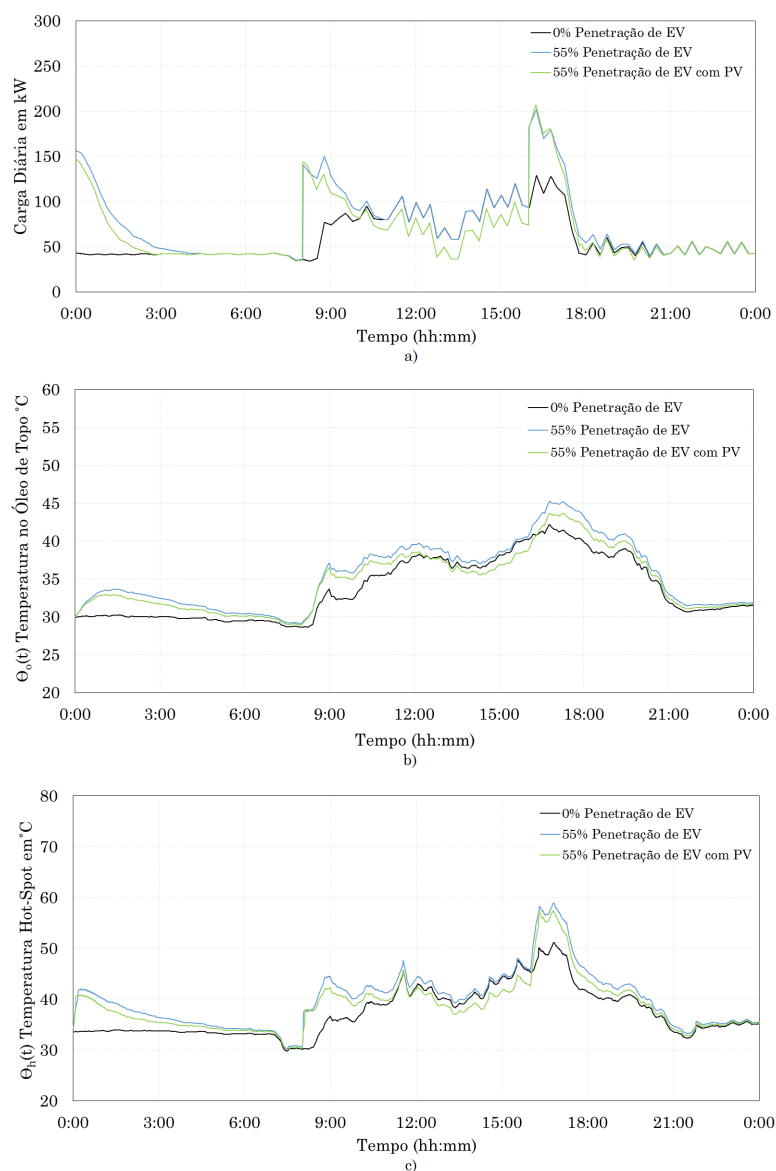 300
250
200
150
100
50
0
Carga Diária em kW
0% Penetração de EV
55% Penetração de EV
55% Penetração de EV com PV
0:00 3:00 6:00 9:00 12:00 15:00 18:00 21:00 0:00
Tempo (hh:mm)
a)
60
55
50
45
40
35
30
25
20
Ɵo(t) Temperatura no Óleo de Topo °C
0% Penetração de EV
55% Penetração de EV
55% Penetração de EV com PV
0:00 3:00 6:00 9:00 12:00 15:00 18:00 21:00 0:00
Tempo (hh:mm)
b)
80
70
60
50
40
30
20
Ɵh(t) Temperatura Hot-Spot em°C
0% Penetração de EV
55% Penetração de EV
55% Penetração de EV com PV
0:00 3:00 6:00 9:00 12:00 15:00 18:00 21:00 0:00
Tempo (hh:mm)
c)